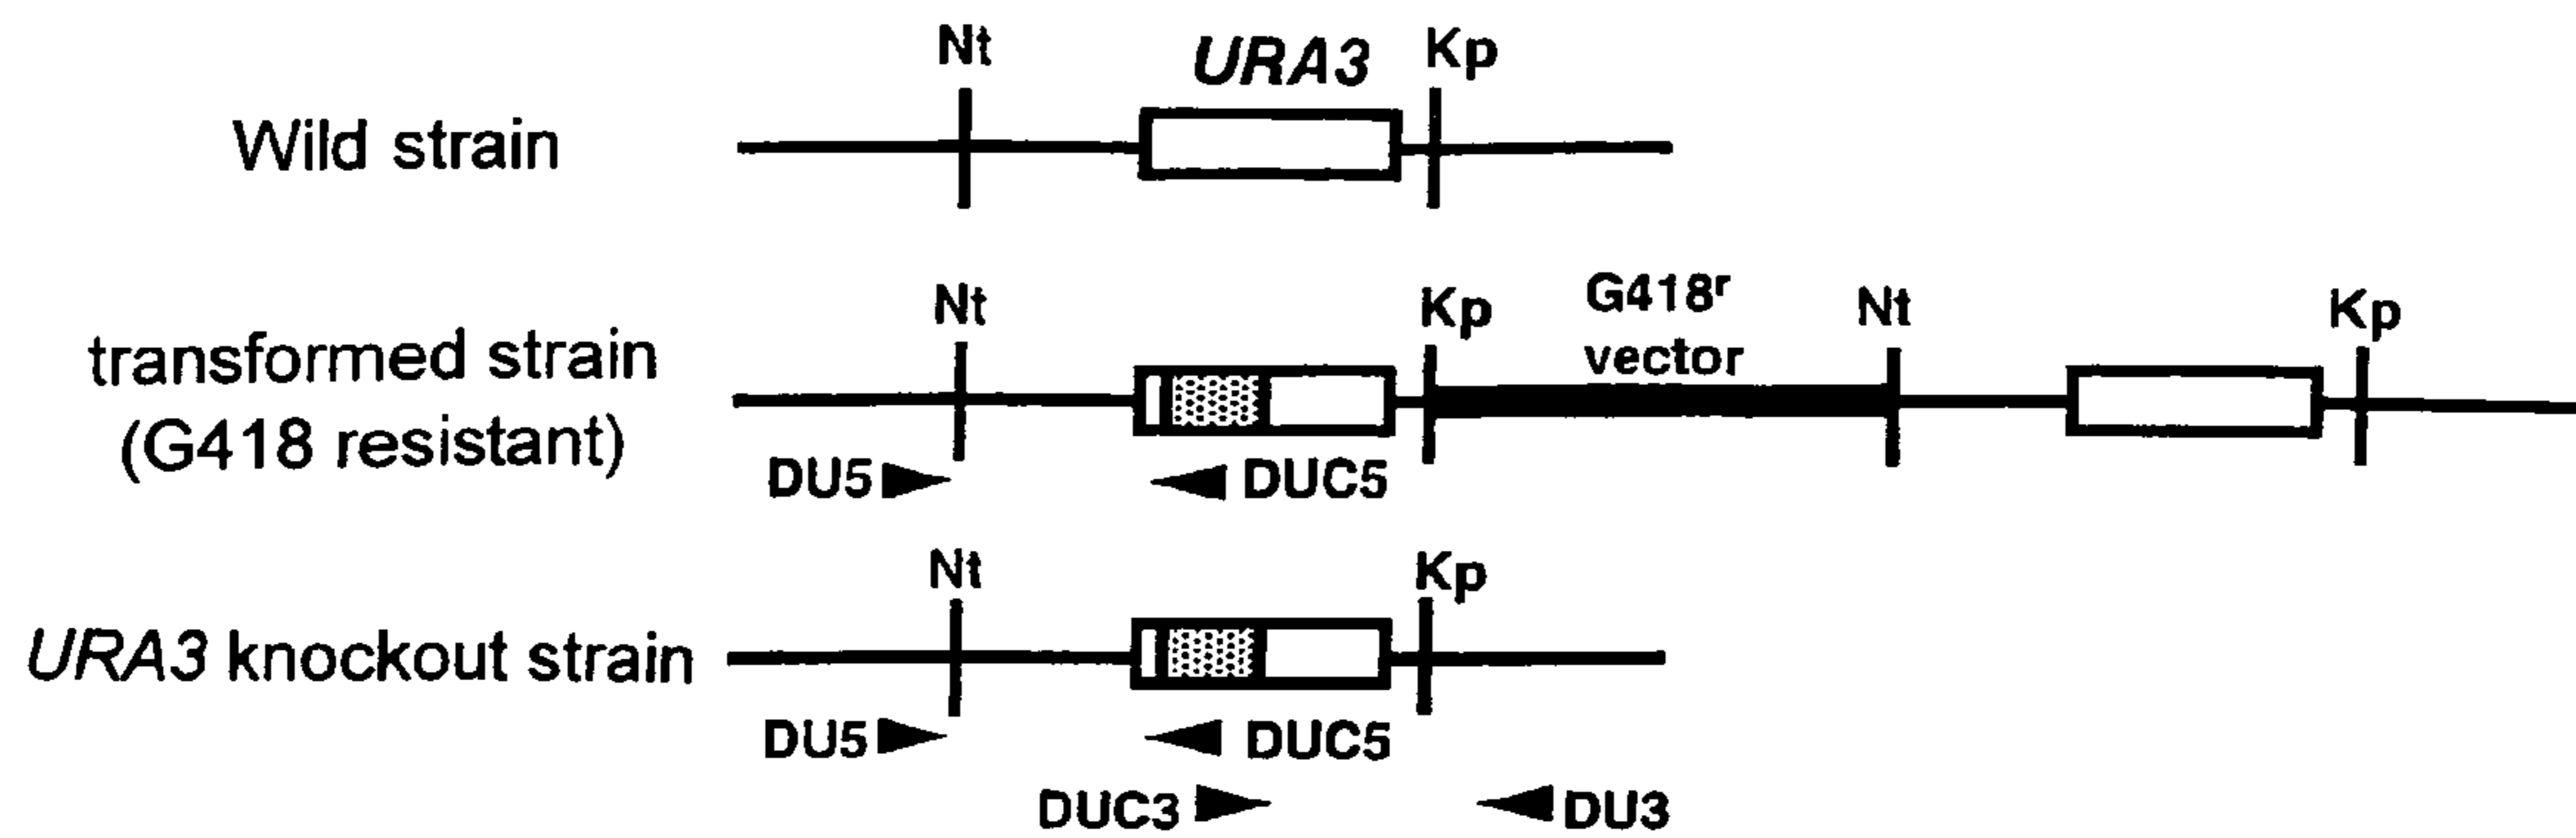 Nt URA3 Kp
Wild strain
Nt Kp G418r Nt Kp
vector
transformed strain
(G418 resistant)
DU5 DUC5
Nt Kp
URA3 knockout strain
DU5 DUC5
DUC3 DU3